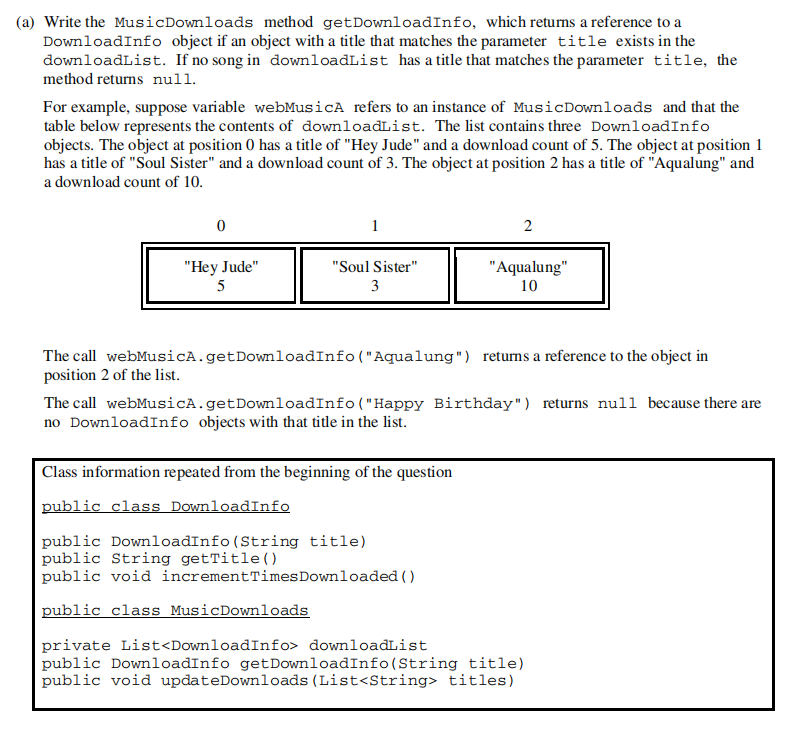 (a) Write the MusicDownloads method getDownloadInfo, which returns a reference to a
DownloadInfo object if an object with a title that matches the parameter title exists in the
downloadList. If no song in downloadList has a title that matches the parameter title, the
method returns null.
For example, suppose variable webMusicA refers to an instance of MusicDownloads and that the
table below represents the contents of downloadList. The list contains three DownloadInfo
objects. The object at position 0 has a title of "Hey Jude" and a download count of 5. The object at position 1
has a title of "Soul Sister" and a download count of 3. The object at position 2 has a title of "Aqualung" and
a download count of 10.
0 1 2
"Hey Jude" "Soul Sister" "Aqualung"
5 3 10
The call webMusicA.getDownloadInfo("Aqualung") returns a reference to the object in
position 2 of the list.
The call webMusicA.getDownloadInfo("Happy Birthday") returns null because there are
no DownloadInfo objects with that title in the list.
Class information repeated from the beginning of the question
public class DownloadInfo
public DownloadInfo(String title)
public String getTitle()
public void incrementTimesDownloaded()
public class MusicDownloads
private List<DownloadInfo> downloadList
public DownloadInfo getDownloadInfo(String title)
public void updateDownloads(List<String> titles)